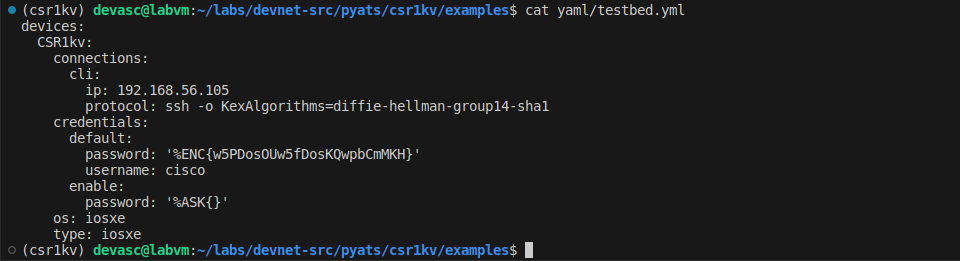 (csr1kv) devasc@labvm:~/labs/devnet-src/pyats/csr1kv/examples$ cat yaml/testbed.yml
devices:
  CSR1kv:
    connections:
      cli:
        ip: 192.168.56.105
        protocol: ssh -o KexAlgorithms=diffie-hellman-group14-sha1
    credentials:
      default:
        password: '%ENC{w5PDosOUw5fDosKQwpbCmMKH}'
        username: cisco
      enable:
        password: '%ASK{}'
    os: iosxe
    type: iosxe
(csr1kv) devasc@labvm:~/labs/devnet-src/pyats/csr1kv/examples$